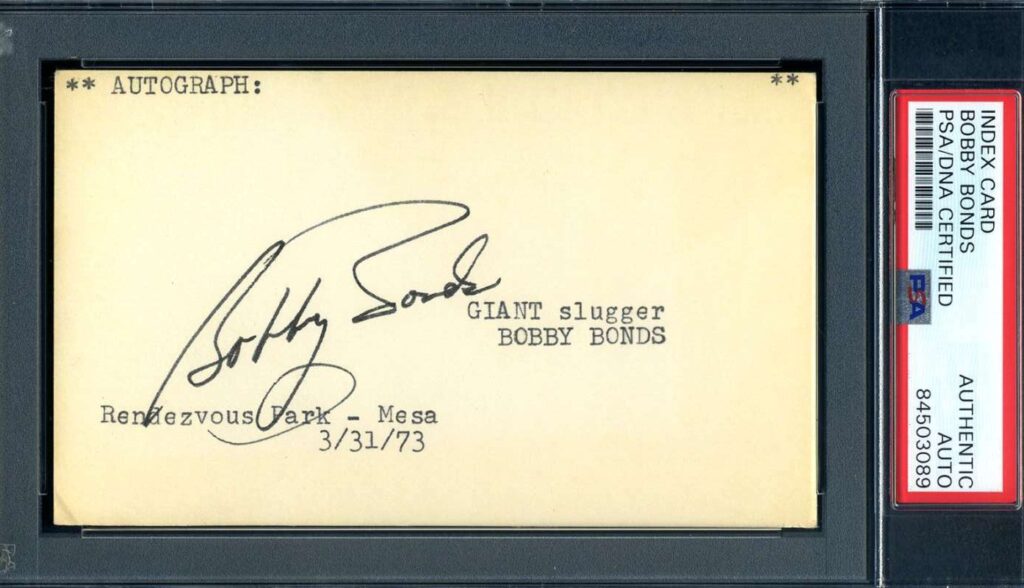 ** AUTOGRAPH: **
Bobby Bonds
GIANT slugger
BOBBY BONDS
Rendezvous Park - Mesa
3/31/73
INDEX CARD
BOBBY BONDS
PSA/DNA CERTIFIED
PSA
AUTHENTIC
AUTO
84503089